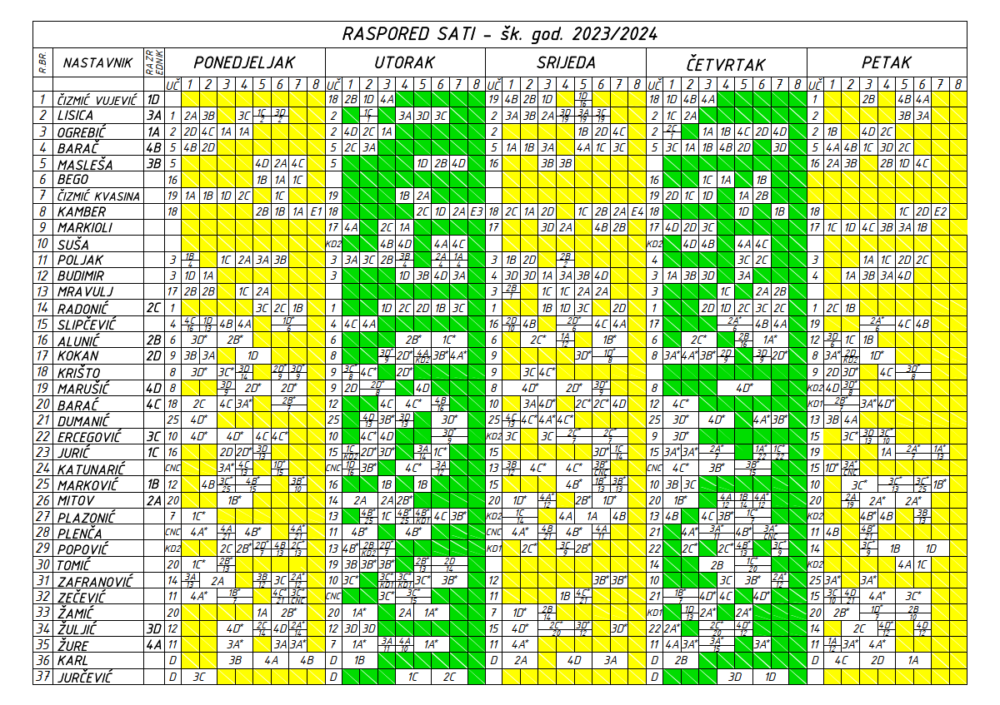 RASPORED SATI - šk. god. 2023/2024
R.BR. NASTAVNIK RAZREDNIK PONEDJELJAK UTORAK SRIJEDA ČETVRTAK PETAK
UČ 1 2 3 4 5 6 7 8 UČ 1 2 3 4 5 6 7 8 UČ 1 2 3 4 5 6 7 8 UČ 1 2 3 4 5 6 7 8 UČ 1 2 3 4 5 6 7 8
1 ČIZMIĆ VUJEVIĆ 1D 18 2B 1D 4A 19 4B 2B 1D 1D/16 18 1D 4B 4A 1 2B 4B 4A
2 LISICA 3A 1 2A 3B 3C 1C/2 3D/2 2 1C/1 3A 3D 3C 2 3A 3B 2A 3D/19 3A/19 3C/19 2 1C 2A 2 3B 3A
3 OGREBIĆ 1A 2 2D 4C 1A 1A 2 4D 2C 1A 2 1B 2D 4C 2C/1 1A 1B 4C 2D 4D 2 1B 4D 2C
4 BARAČ 4B 5 4B 2D 5 2C 3A 5 1A 1B 3A 4A 1C 3C 5 3C 1A 1B 4B 2D 3D 5 4A 4B 1C 3D 2C
5 MASLEŠA 3B 5 4D 2A 4C 5 1D 2B 4D 16 3B 3B 16 2A 3B 2B 1D 4C
6 BEGO 16 1B 1A 1C 16 1C 1A 1B
7 ČIZMIĆ KVASINA 19 1A 1B 1D 2C 1C 19 1B 2A 19 2D 1C 1D 1A 2B
8 KAMBER 18 2B 1B 1A E1 18 2C 1D 2A E3 18 2C 1A 2D 1C 2B 2A E4 18 1D 1B 18 1C 2D E2
9 MARKIOLI 17 4A 2C 1A 17 3D 2A 4B 2B 17 4D 2D 3C 17 1C 1D 4C 3B 3A 1B
10 SUŠA KD2 4B 4D 4A 4C KD2 4D 4B 4A 4C
11 POLJAK 3 1B/4 1C 2A 3A 3B 3 3A 3C 2B 3B/4 2A/4 1A/4 3 1B 2D 2B/2 4 3C 2C 3 1A 1C 2D 2C
12 BUDIMIR 3 1D 1A 3 1D 3B 4D 3A 4 3D 3D 1A 3A 3B 4D 3 1A 3B 3D 3A 4 1A 3B 3A 4D
13 MRAVULJ 17 2B 2B 1C 2A 3 2B/1 1C 1C 2A 2A 3 1C 2A 2B
14 RADONIĆ 2C 1 3C 2C 1B 1 1D 2C 2D 1B 3C 1 1B 1D 3C 2D 1 2D 1D 2C 3C 2C 1 2C 1B
15 SLIPČEVIĆ 4 4C/16 1D/13 4B 4A 1D*/6 4 4C 4A 16 2D/10 4B 2D*/6 4C 4A 17 2A*/6 4B 4A 19 2A*/6 4C 4B
16 ALUNIĆ 2B 6 3D* 2B* 6 2B* 1C* 6 2C* 1A/12 1B* 6 2C* 2B/16 1A* 12 3D/6 1C 1B
17 KOKAN 2D 9 3B 3A 1D 8 3D*/9 2D* 4A/KD2 3B* 4A* 9 3D* 1D*/8 8 3A* 4A* 3B* 2D/9 3D/9 2D* 8 3A* 2D/KD2 1D*
18 KRIŠTO 8 3D* 3C* 3D/14 2D*/9 3D*/9 9 3C*/8 4C* 2D* 9 3C 4C* 9 2D 3D* 4C 3D*/8
19 MARUŠIĆ 4D 8 3D/9 2D* 2D* 9 2D 2D*/8 4D 8 4D* 2D* 3D*/9 8 4D* KD2 4D 3D*/8
20 BARAČ 4C 18 2C 4C 3A* 2B*/7 12 4C 4C* 4B/16 10 3A 4D* 2C* 2C* 4D 12 4C* KD1 2B*/7 3A* 4D*
21 DUMANIĆ 25 4D* 25 4D/13 3B* 3D/13 3D* 25 4C/13 4C* 4A* 4C* 25 3D* 4D* 4A* 3B* 13 3B 4A
22 ERCEGOVIĆ 3C 10 4D* 4D* 4C 4C* 10 4C* 4D 3D*/9 KD2 3C 3C 2C*/7 2C*/7 9 3D* 15 3C* 3D/13 3C*/10
23 JURIĆ 1C 16 2D 2D* 3D/13 15 1C/KD2 2D* 3D* 3A/14 1C* 15 3D* 1C/14 15 3A* 3A* 2A*/7 1A*/22 1C*/22 19 1A 2A*/7 1A*/13
24 KATUNARIĆ CNC 3A* 4C/13 1D*/15 CNC 1D/16 3B* 4C* 3A/12 13 3B/12 4C* 4C* 3B*/CNC CNC 4C* 3B* 3B*/15 15 1D* 3A*/CNC
25 MARKOVIĆ 1B 12 4B 3C*/25 4B*/15 3B*/10 16 1B 1B 15 4B* 1B*/13 3B*/13 10 3B 3C 10 3C* 3C*/13 3C*/25 1B*
26 MITOV 2A 20 1B* 14 2A 2A 2B* 20 1D* 4A*/12 2B* 1D* 20 1B* 4A/12 1B/14 4A*/12 20 2A/19 2A* 2A*
27 PLAZONIĆ 7 1C* 13 4B*/25 1C 4B*/25 4B*/KD1 4C 3B* KD2 1C/14 4A 1A 4B 13 4B 4C 3B* 1C*/7 KD2 4B* 4B 3B/13
28 PLENČA CNC 4A* 4A/21 4B* 4A*/21 11 4B* 4B* CNC 4A* 4B/21 4B* 4A/11 21 4A* 3A*/11 4B* 3A*/CNC 11 4B 4B*/21
29 POPOVIĆ KD2 2C 2B* 2D*/7 4B/13 2C*/13 13 4B* 2B/KD2 2D*/7 KD1 2C* 3C/9 2B* 22 2C* 2C* 4B*/13 3C*/9 14 3C*/9 1B 1D
30 TOMIĆ 20 1C* 2B*/19 19 3B 3B* 3B* 2B*/13 2D/14 14 2B 1C*/20 KD2 4A 1C
31 ZAFRANOVIĆ 14 3A/13 2A 3B/12 3C 2A*/12 10 3C* 3C*/KD1 3C*/KD1 3C* 3B* 12 3B* 3B* 10 3C 3B* 2A*/12 25 3A* 3A*
32 ZEČEVIĆ 11 4A* 1B*/7 4C*/21 3C*/CNC CNC 3C* 3C*/15 11 1B 4C*/21 21 1B*/7 4D* 4C 4D* 15 3C/10 4D/21 4A* 3C*
33 ŽAMIĆ 20 1A 2B* 20 1A* 2A 1A* 7 1D* 2B/14 KD1 1D/13 2A* 2A* 20 2B* 1D*/7 2B/10
34 ŽULJIĆ 3D 12 4D* 2C/14 4D 2A*/14 12 3D 3D 15 4D* 2C*/20 3D*/12 3D* 22 2A* 2C*/20 4D*/12 14 2C 4D*/12 4D/12
35 ŽURE 4A 11 3A* 3A 3A* 7 1A* 3A/11 4A/10 1A* 11 4A* 11 4A 3A* 3A*/15 3A* 11 1A/12 3A* 4A*
36 KARL D 3B 4A 4B D 1B D 2A 4D 3A D 2B D 4C 2D 1A
37 JURČEVIĆ D 3C D 1C 2C D 3D 1D